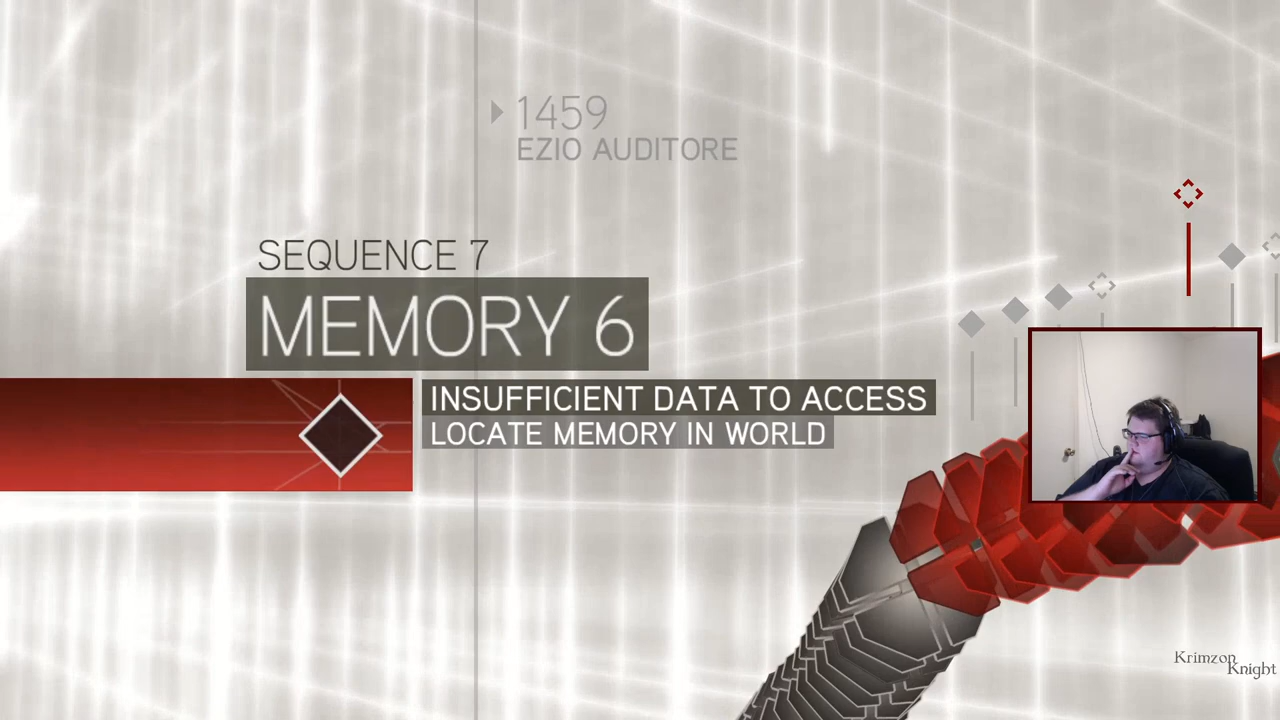 1459
EZIO AUDITORE
SEQUENCE 7
MEMORY 6
INSUFFICIENT DATA TO ACCESS
LOCATE MEMORY IN WORLD
Krimzon
Knight